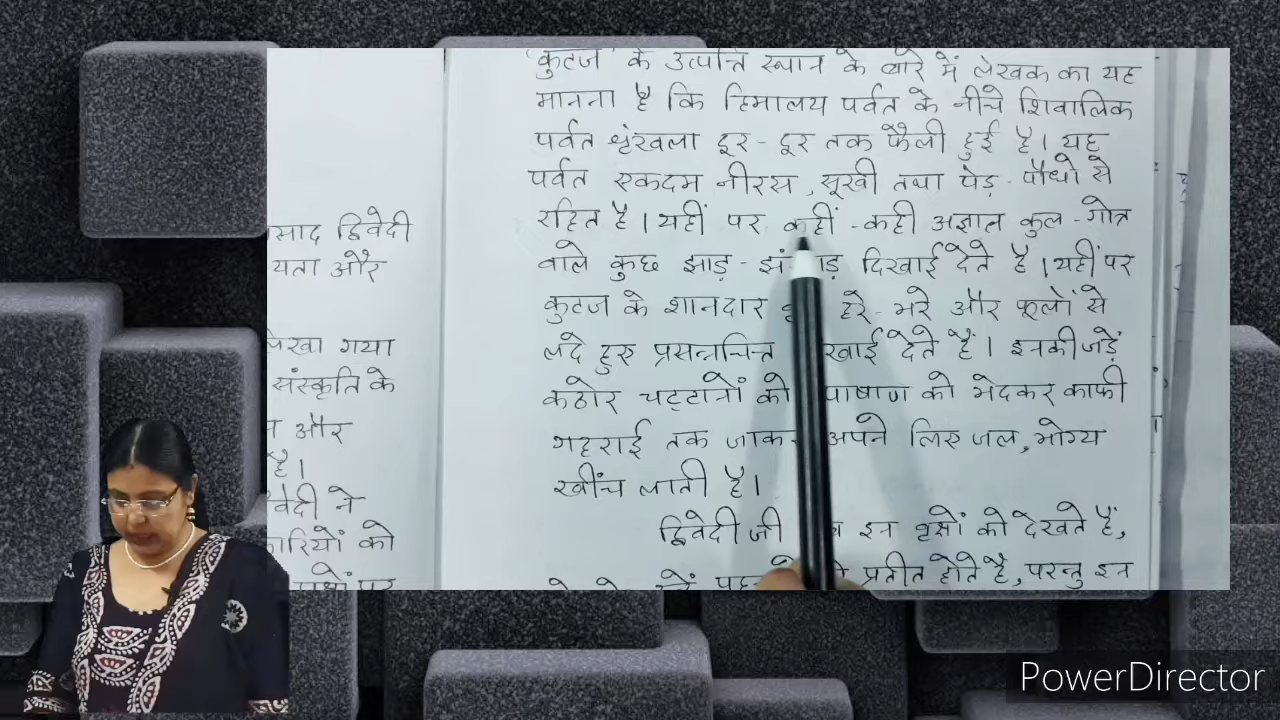 साद द्विवेदी
यता और
लेखा गया
संस्कृति के
और
है।
वेदी ने
कारियों को
'कुटज' के उत्पत्ति स्थान के बारे में लेखक का यह
मानना है कि हिमालय पर्वत के नीचे शिवालिक
पर्वत शृंखला दूर-दूर तक फैली हुई है। यह
पर्वत एकदम नीरस, सूखी तथा पेड़-पौधो से
रहित है। यहीं पर कहीं-कही अज्ञात कुल-गोत्र
वाले कुछ झाड़- दिखाई देते है। यहीं पर
कुटज के शानदार हरे-भरे और फूलों से
लदे हुए प्रसन्नचित्त खाई देते हैं। इनकी जड़ें
कठोर चट्टानों को पाषाण को भेदकर काफी
गहराई तक जाक अपने लिए जल, भोग्य
खींच लाती है।
द्विवेदी जी इन वृक्षों को देखते हैं,
प्रतीत होते है, परन्तु इन
PowerDirector